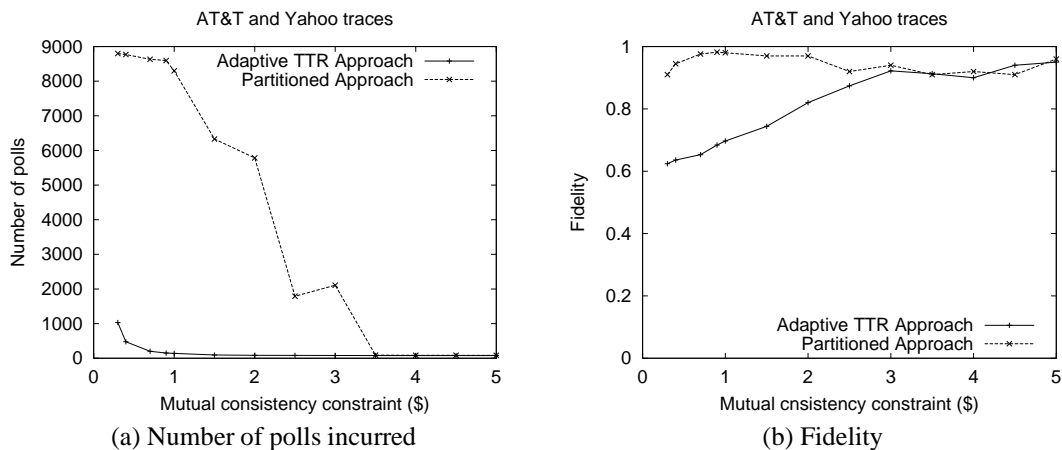 AT&T and Yahoo traces
9000
8000
7000
6000
5000
4000
3000
2000
1000
0
Number of polls
Adaptive TTR Approach
Partitioned Approach
0 1 2 3 4 5
Mutual consistency constraint ($)
(a) Number of polls incurred
AT&T and Yahoo traces
1
0.8
0.6
0.4
0.2
0
Fidelity
Adaptive TTR Approach
Partitioned Approach
0 1 2 3 4 5
Mutual cnsistency constraint ($)
(b) Fidelity